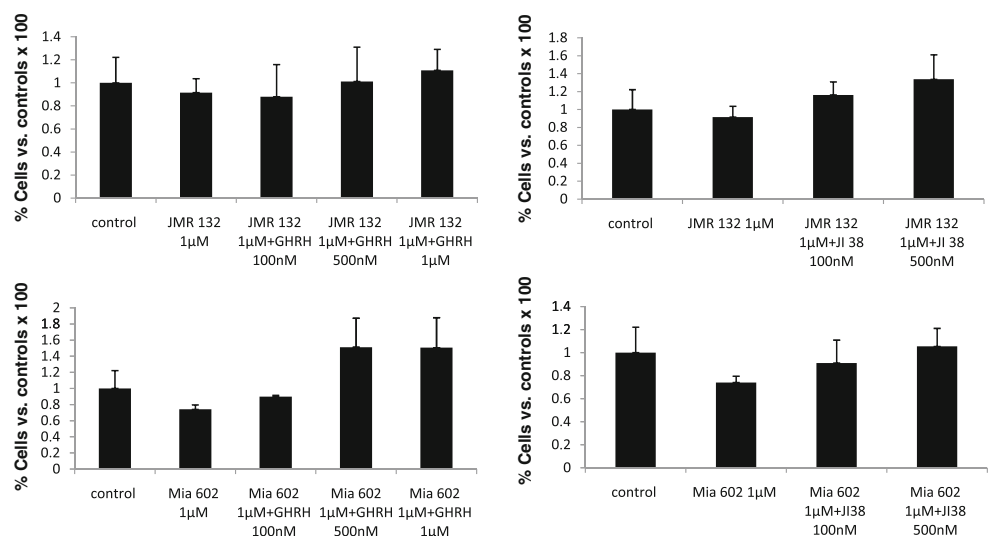 % Cells vs. controls x 100
1.4
1.2
1
0.8
0.6
0.4
0.2
0
control
JMR 132
1µM
JMR 132
1µM+GHRH
100nM
JMR 132
1µM+GHRH
500nM
JMR 132
1µM+GHRH
1µM
% Cells vs. controls x 100
1.8
1.6
1.4
1.2
1
0.8
0.6
0.4
0.2
0
control
JMR 132 1µM
JMR 132
1µM+JI 38
100nM
JMR 132
1µM+JI 38
500nM
% Cells vs. controls x 100
2
1.8
1.6
1.4
1.2
1
0.8
0.6
0.4
0.2
0
control
Mia 602
1µM
Mia 602
1µM+GHRH
100nM
Mia 602
1µM+GHRH
500nM
Mia 602
1µM+GHRH
1µM
% Cells vs. controls x 100
1.4
1.2
1
0.8
0.6
0.4
0.2
0
control
Mia 602 1µM
Mia 602
1µM+JI38
100nM
Mia 602
1µM+JI38
500nM